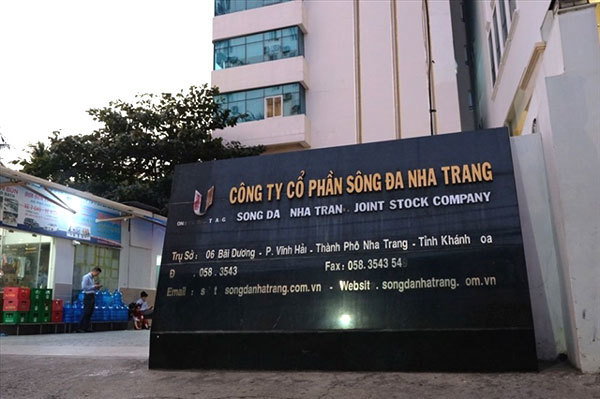 CÔNG TY CỔ PHẦN SÔNG ĐA NHA TRANG
SONG DA NHA TRAN JOINT STOCK COMPANY
Trụ Sở : 06 Bãi Dương - P. Vĩnh Hải - Thành Phố Nha Trang - Tỉnh Khánh oa
Đ 058.3543 Fax: 058.3543 54
Email : s t songdanhatrang.com.vn - Websit . songdanhatrang. om.vn